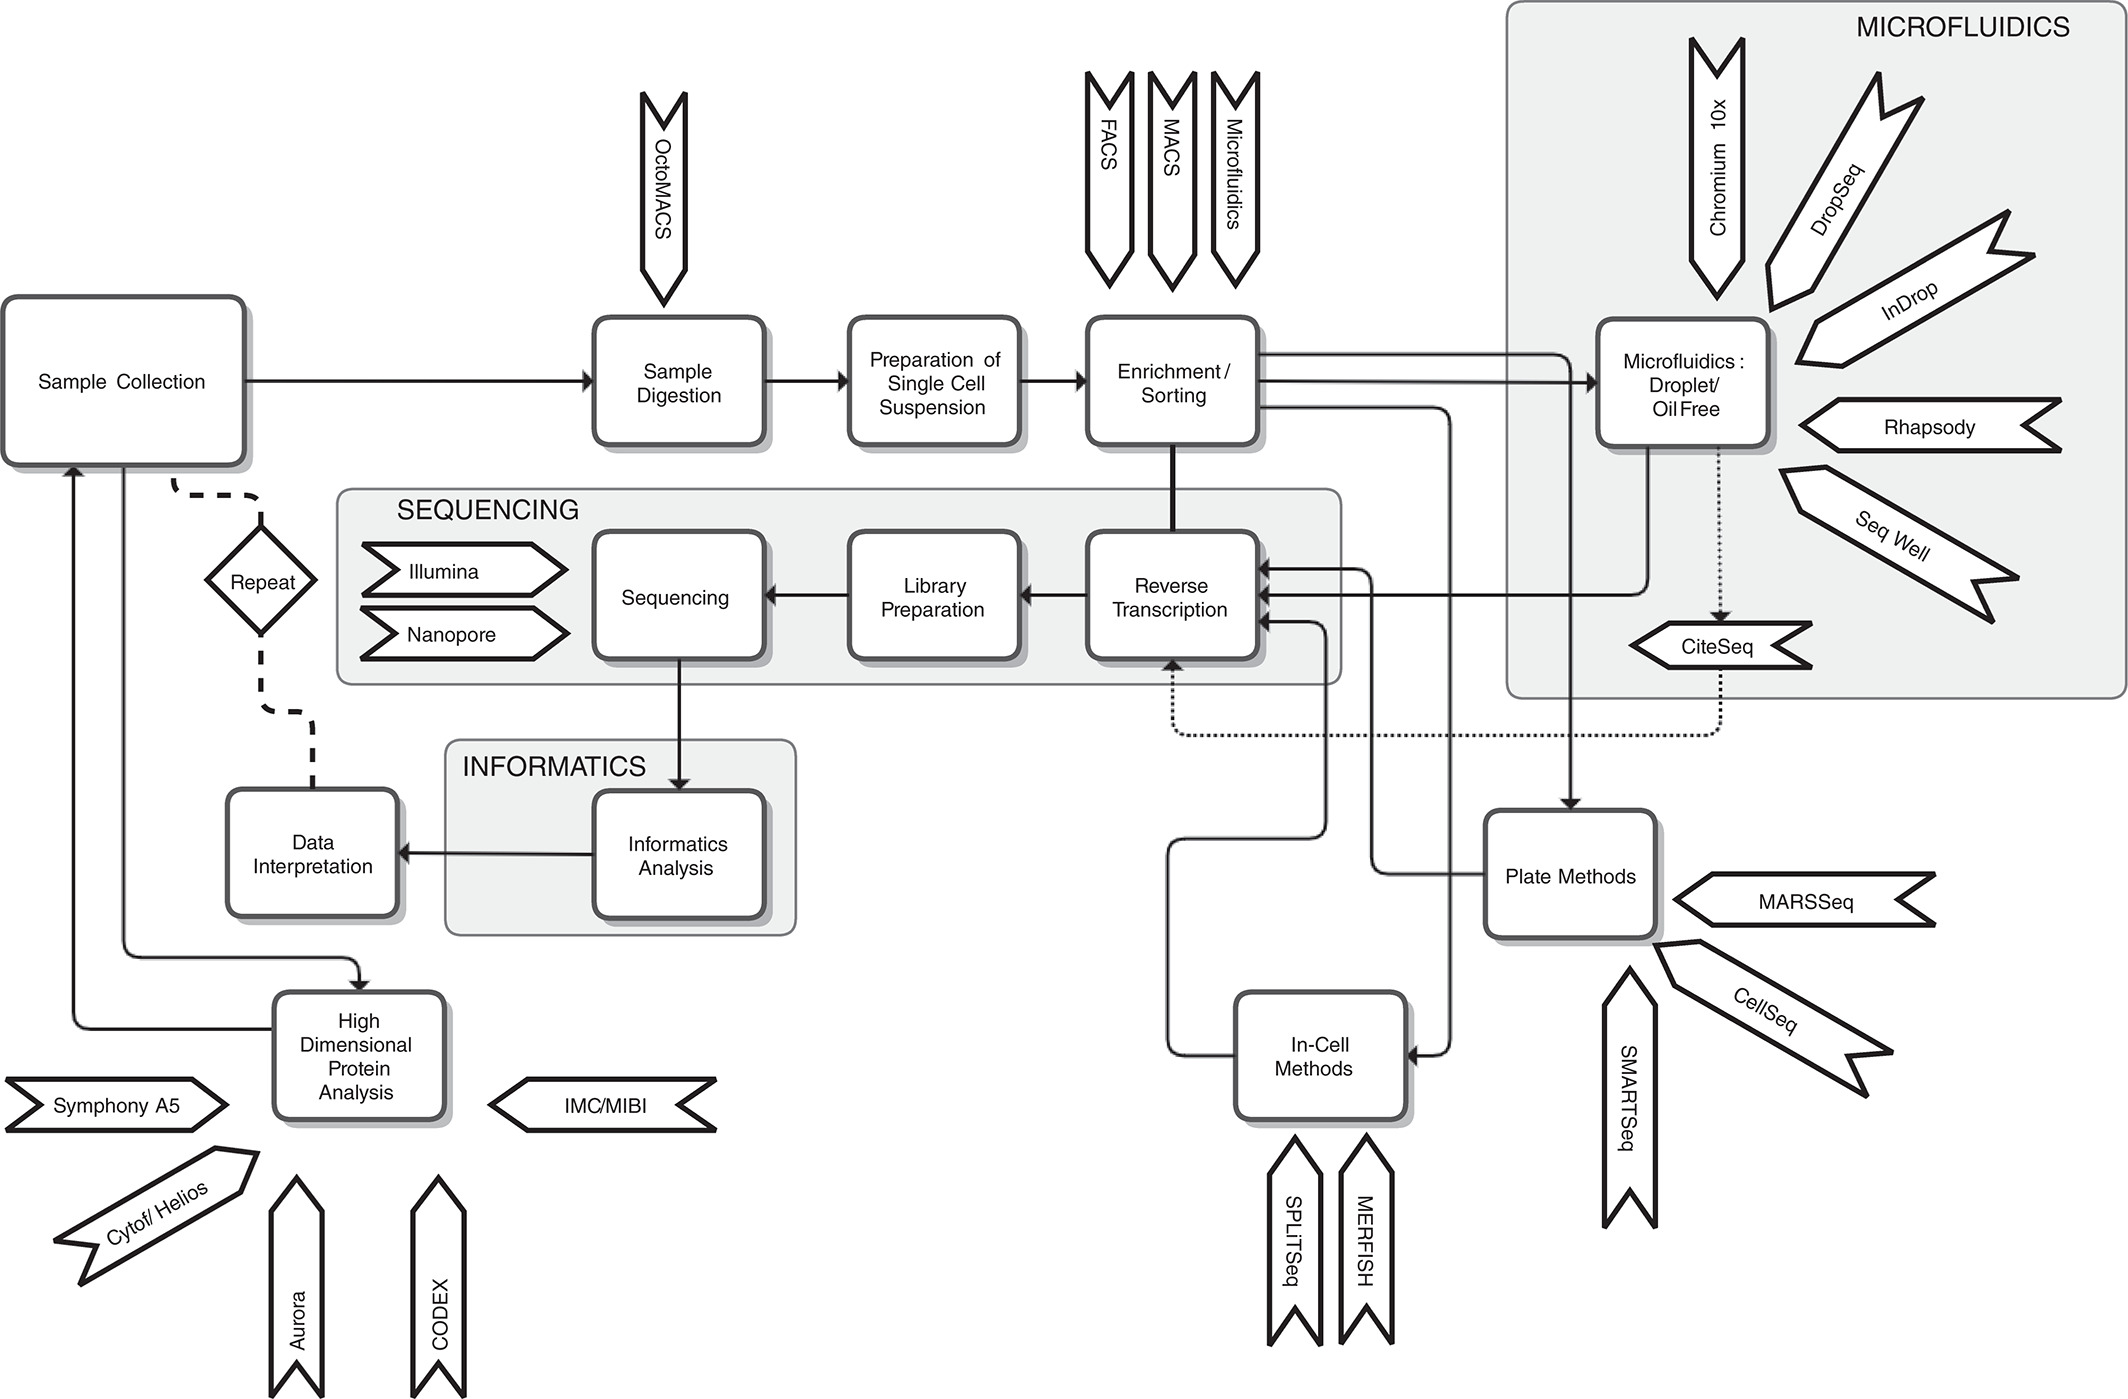 MICROFLUIDICS
Chromium 10x
DropSeq
InDrop
Rhapsody
Seq Well
CiteSeq
OctoMACS
FACS
MACS
Microfluidics
Sample Collection
Sample
Digestion
Preparation of
Single Cell
Suspension
Enrichment/
Sorting
Microfluidics:
Droplet/
Oil Free
SEQUENCING
Illumina
Nanopore
Sequencing
Library
Preparation
Reverse
Transcription
Repeat
INFORMATICS
Data
Interpretation
Informatics
Analysis
Plate Methods
MARSSeq
CellSeq
SMARTSeq
High
Dimensional
Protein
Analysis
Symphony A5
IMC/MIBI
Cytof/ Helios
Aurora
CODEX
In-Cell
Methods
SPLiTSeq
MERFISH